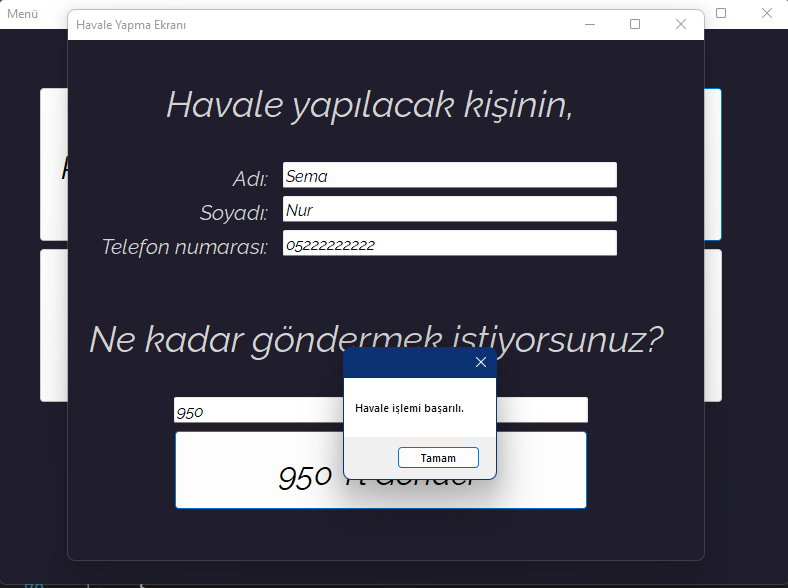 Menü
Havale Yapma Ekranı
Havale yapılacak kişinin,
Adı: Sema
Soyadı: Nur
Telefon numarası: 05222222222
Ne kadar göndermek istiyorsunuz?
950
Havale işlemi başarılı.
Tamam
950